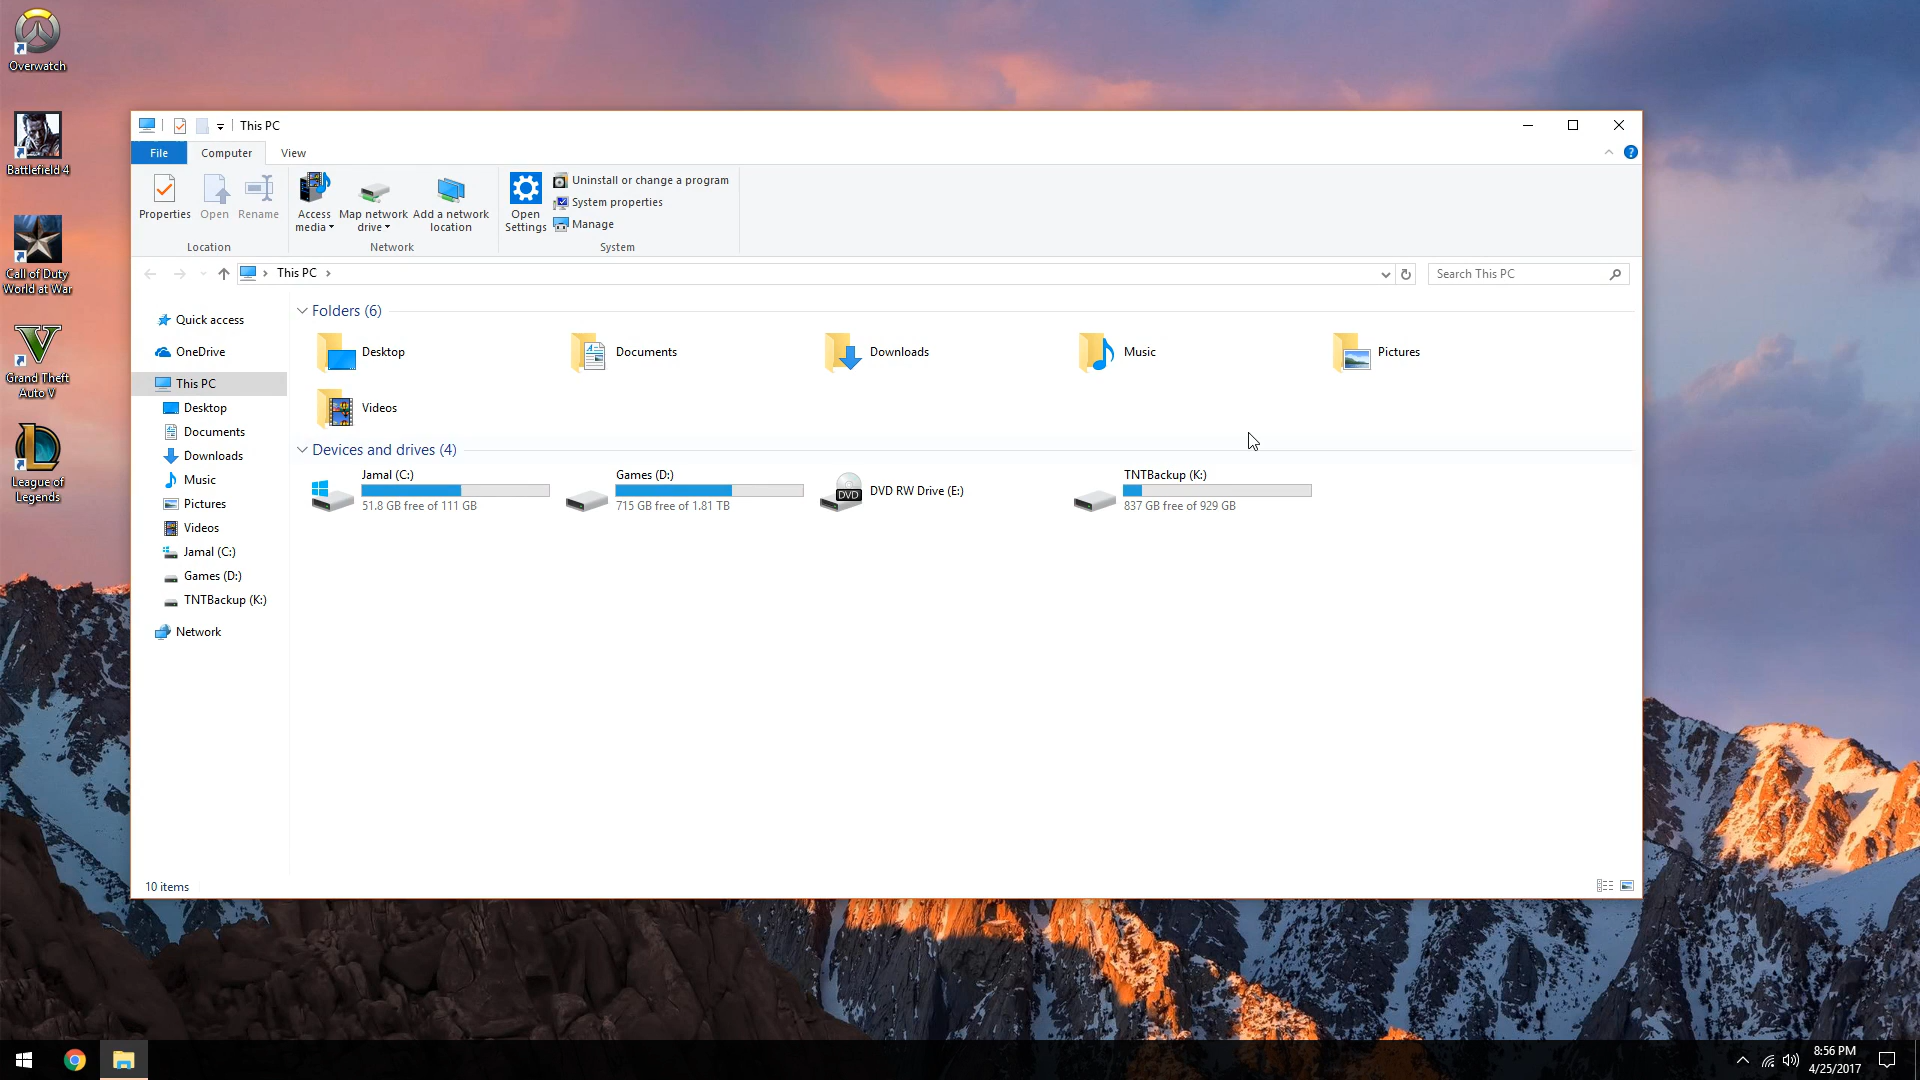 Overwatch
Battlefield 4
Call of Duty
World at War
Grand Theft
Auto V
League of
Legends
This PC
File
Computer
View
Properties
Open
Rename
Location
Access
media
Map network
drive
Add a network
location
Network
Open
Settings
Uninstall or change a program
System properties
Manage
System
This PC
Search This PC
Quick access
OneDrive
This PC
Desktop
Documents
Downloads
Music
Pictures
Videos
Jamal (C:)
Games (D:)
TNTBackup (K:)
Network
Folders (6)
Desktop
Documents
Downloads
Music
Pictures
Videos
Devices and drives (4)
Jamal (C:)
51.8 GB free of 111 GB
Games (D:)
715 GB free of 1.81 TB
DVD
DVD RW Drive (E:)
TNTBackup (K:)
837 GB free of 929 GB
10 items
8:56 PM
4/25/2017